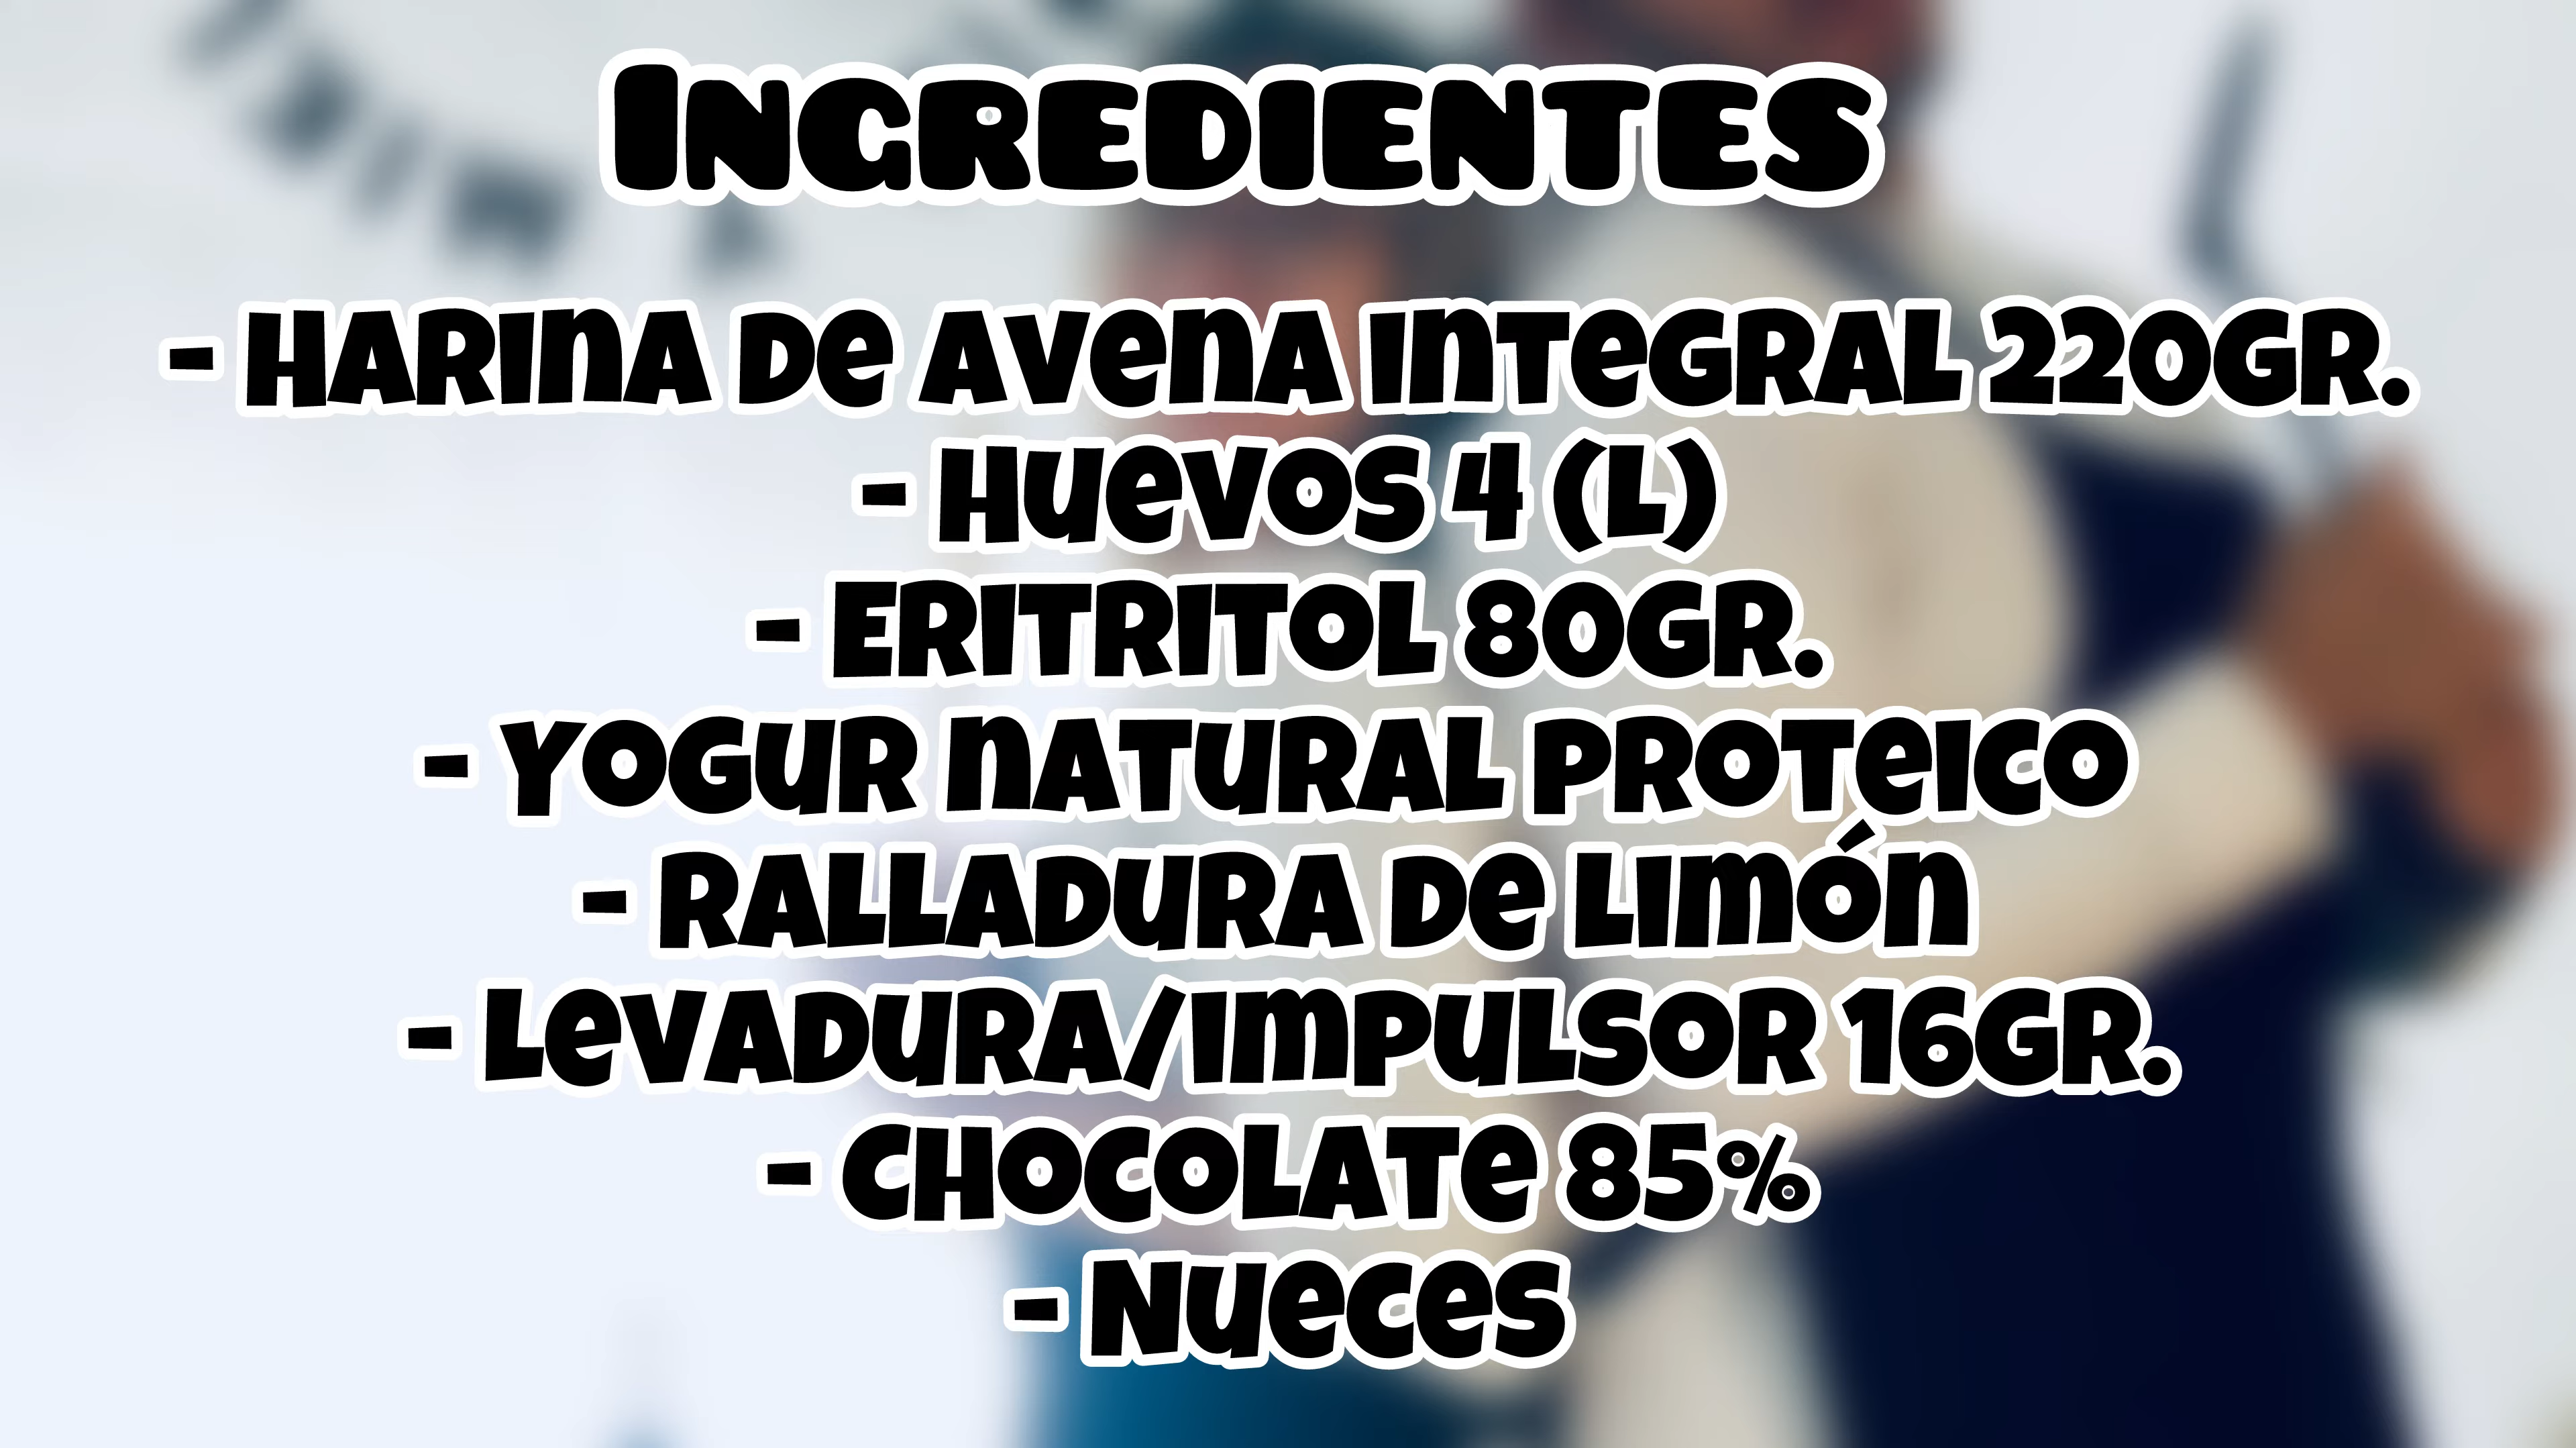 Ingredientes
- Harina de avena integral 220gr.
- Huevos 4 (L)
- Eritritol 80gr.
- Yogur natural proteico
- Ralladura de limón
- Levadura/impulsor 16gr.
- Chocolate 85%
- Nueces